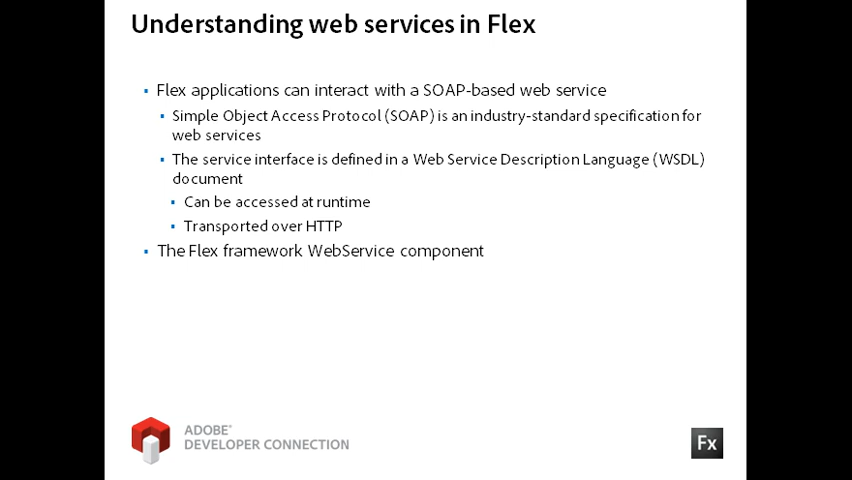 Understanding web services in Flex
▪ Flex applications can interact with a SOAP-based web service
▪ Simple Object Access Protocol (SOAP) is an industry-standard specification for
web services
▪ The service interface is defined in a Web Service Description Language (WSDL)
document
▪ Can be accessed at runtime
▪ Transported over HTTP
▪ The Flex framework WebService component
ADOBE®
DEVELOPER CONNECTION
Fx